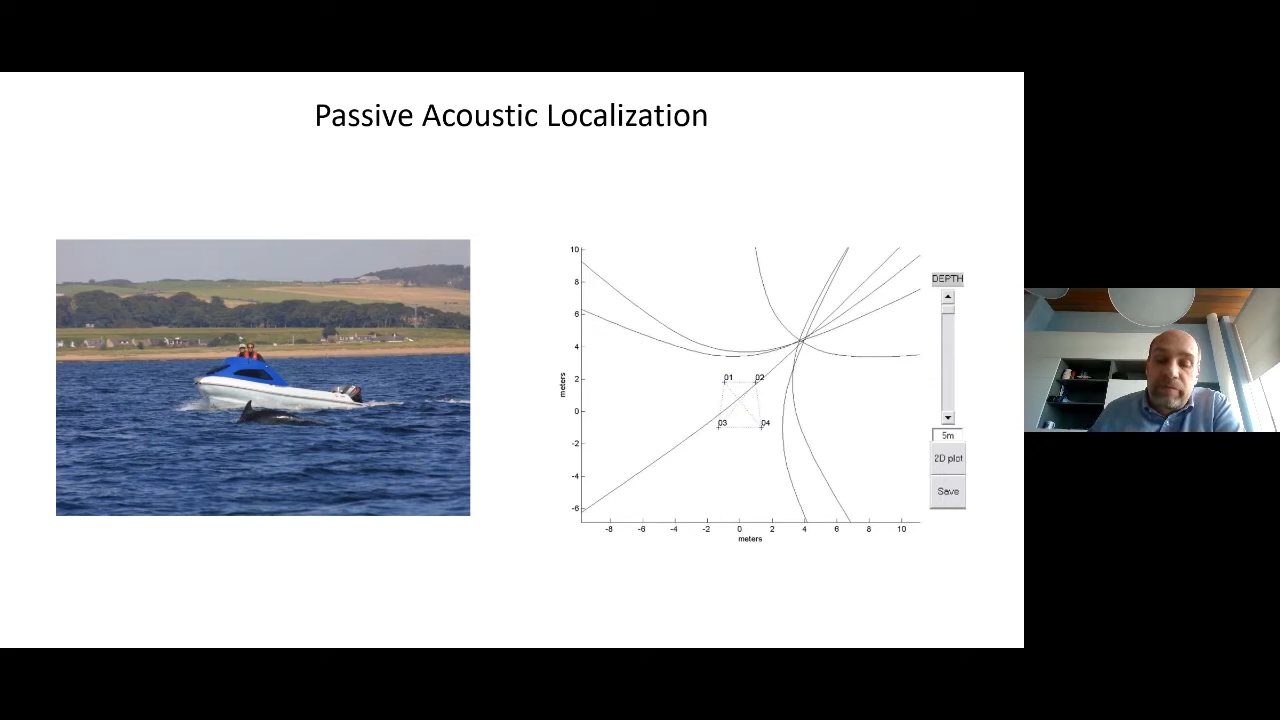 Passive Acoustic Localization
10
8
6
4
2
0
-2
-4
-6
meters
01
02
03
04
-8 -6 -4 -2 0 2 4 6 8 10
meters
DEPTH
5m
2D plot
Save